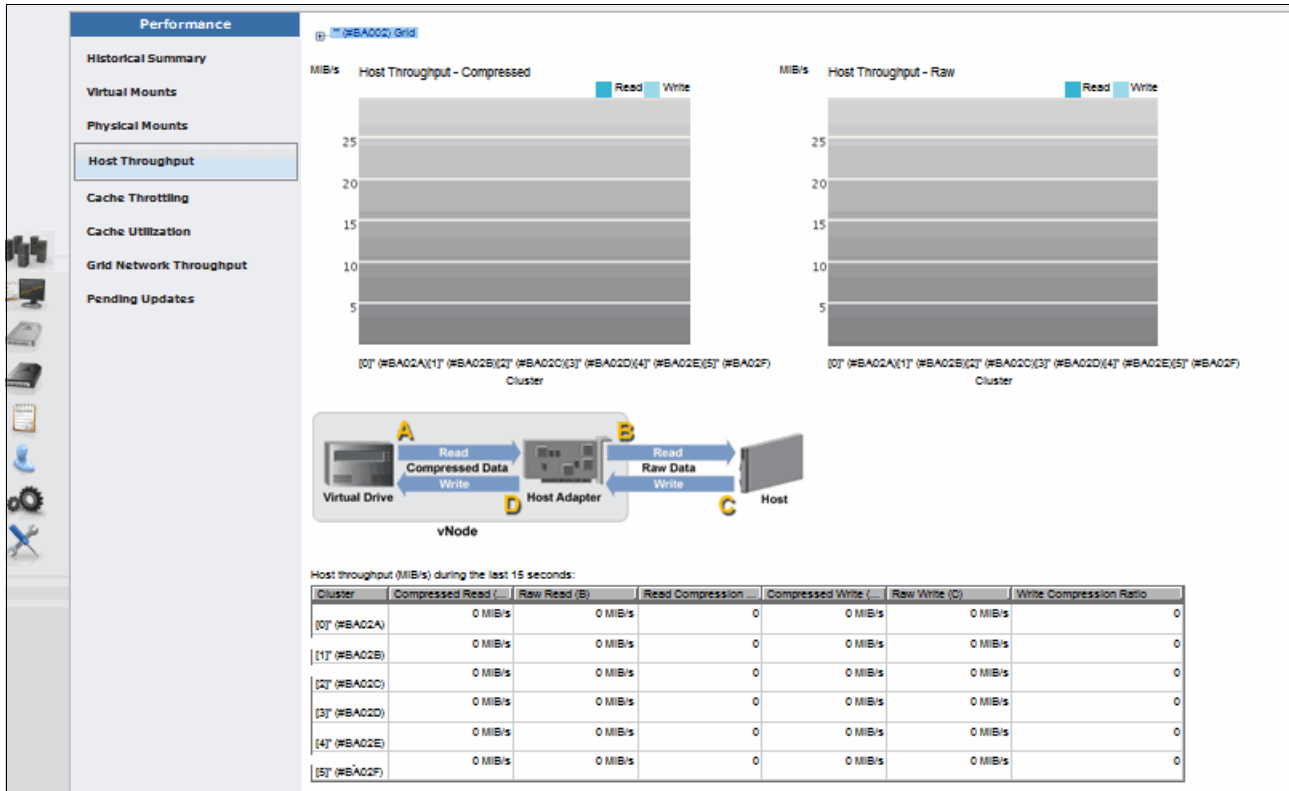 Performance
Historical Summary
Virtual Mounts
Physical Mounts
Host Throughput
Cache Throttling
Cache Utilization
Grid Network Throughput
Pending Updates
"" (#BA002) Grid
MiB/s Host Throughput - Compressed
Read Write
25
20
15
10
5
[0]" (#BA02A)[1]" (#BA02B)[2]" (#BA02C)[3]" (#BA02D)[4]" (#BA02E)[5]" (#BA02F)
Cluster
MiB/s Host Throughput - Raw
Read Write
25
20
15
10
5
[0]" (#BA02A)[1]" (#BA02B)[2]" (#BA02C)[3]" (#BA02D)[4]" (#BA02E)[5]" (#BA02F)
Cluster
A B
Read Read
Compressed Data Raw Data
Write Write
Virtual Drive D Host Adapter C Host
vNode
Host throughput (MiB/s) during the last 15 seconds:
Cluster Compressed Read (... Raw Read (B) Read Compression ... Compressed Write (... Raw Write (C) Write Compression Ratio
[0]" (#BA02A) 0 MiB/s 0 MiB/s 0 0 MiB/s 0 MiB/s 0
[1]" (#BA02B) 0 MiB/s 0 MiB/s 0 0 MiB/s 0 MiB/s 0
[2]" (#BA02C) 0 MiB/s 0 MiB/s 0 0 MiB/s 0 MiB/s 0
[3]" (#BA02D) 0 MiB/s 0 MiB/s 0 0 MiB/s 0 MiB/s 0
[4]" (#BA02E) 0 MiB/s 0 MiB/s 0 0 MiB/s 0 MiB/s 0
[5]" (#BA02F) 0 MiB/s 0 MiB/s 0 0 MiB/s 0 MiB/s 0